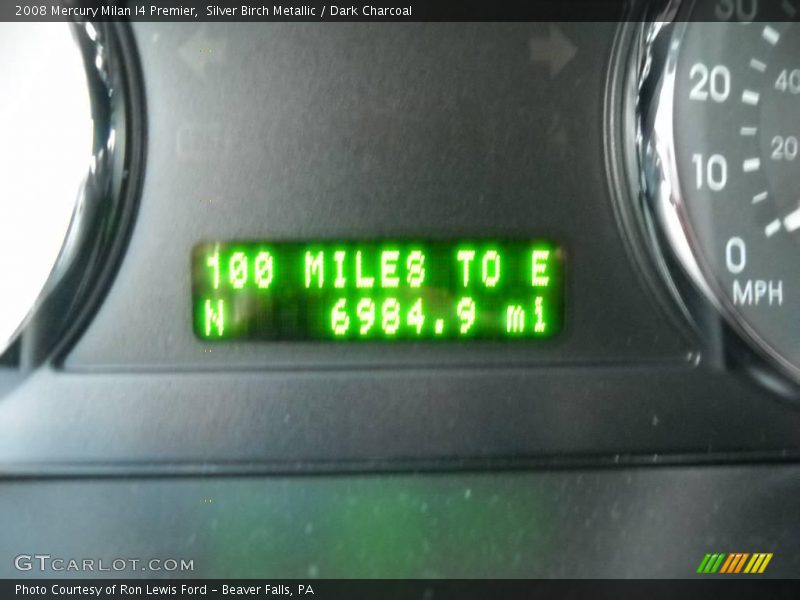 2008 Mercury Milan I4 Premier,  Silver Birch Metallic / Dark Charcoal
30
20
40
10
20
0
MPH
100 MILES TO E
N 6984.9 mi
GTCARLOT.COM
Photo Courtesy of Ron Lewis Ford – Beaver Falls, PA